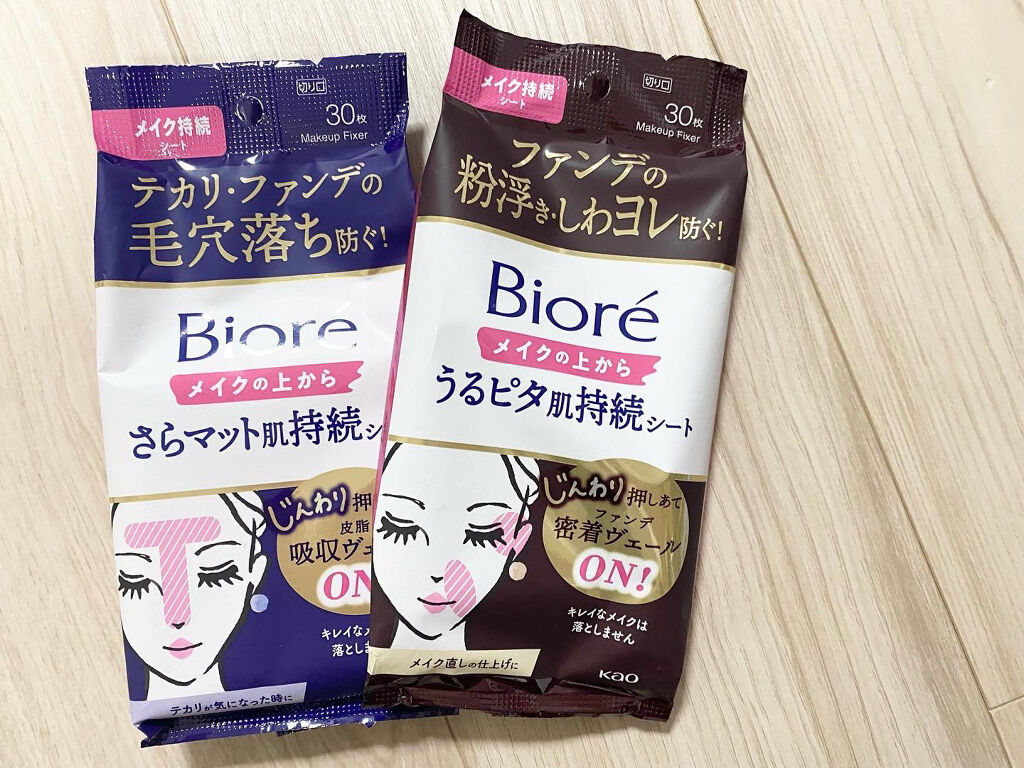 メイク持続
シート
切り口
30枚
Makeup Fixer
テカリ・ファンデの
毛穴落ち防ぐ!
Bioré
メイクの上から
さらマット肌持続シ
じんわり押
皮脂
吸収ヴェ
ON
キレイなメ
落としま
テカリが気になった時に
メイク持続
シート
切り口
30枚
Makeup Fixer
ファンデの
粉浮き・しわヨレ防ぐ!
Bioré
メイクの上から
うるピタ肌持続シート
じんわり押しあて
ファンデ
密着ヴェール
ON!
キレイなメイクは
落としません
メイク直しの仕上げに
Kao